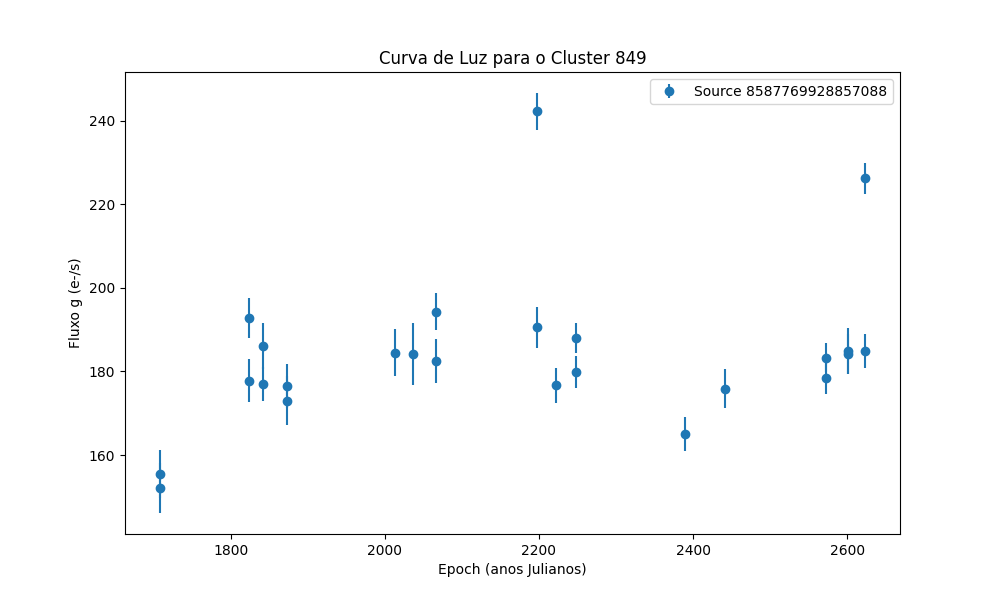 Curva de Luz para o Cluster 849
Source 8587769928857088
Fluxo g (e-/s)
240
220
200
180
160
1800 2000 2200 2400 2600
Epoch (anos Julianos)